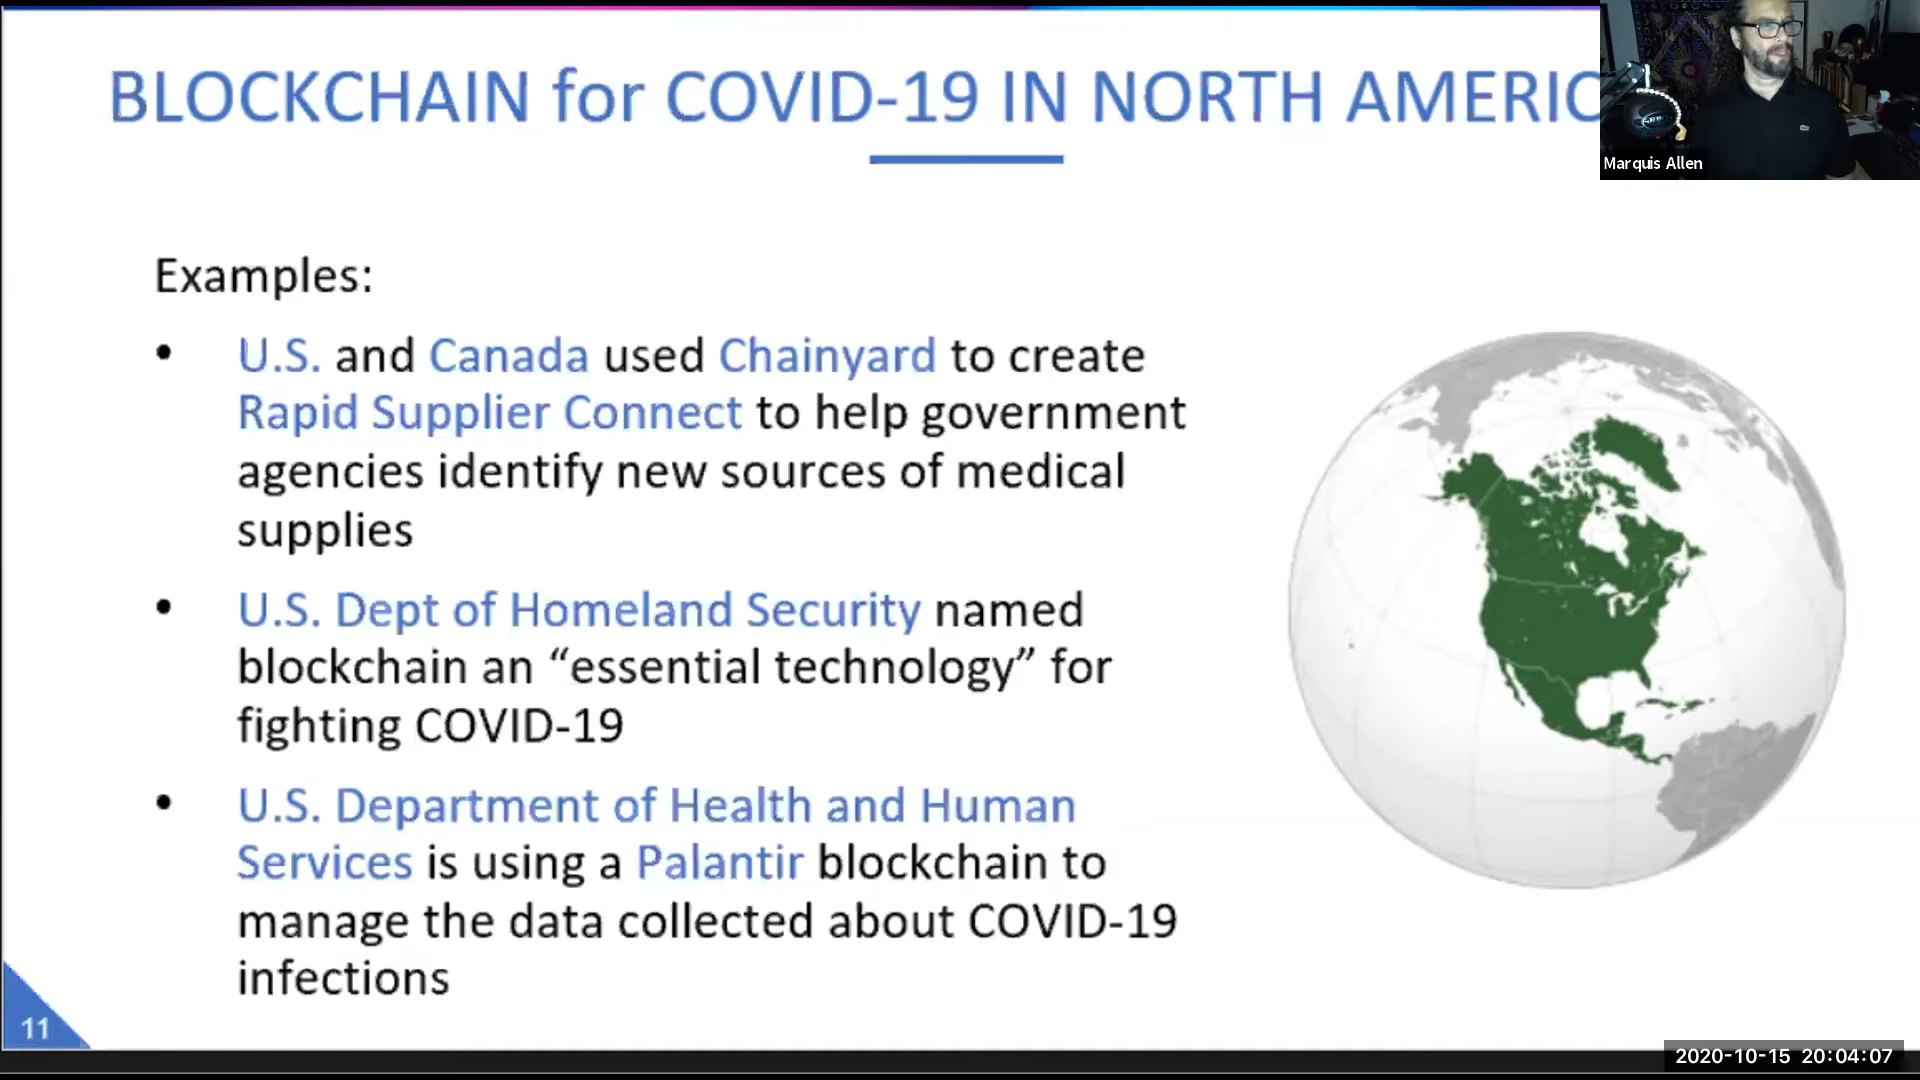 BLOCKCHAIN for COVID-19 IN NORTH AMERIC
Marquis Allen
Examples:
• U.S. and Canada used Chainyard to create
Rapid Supplier Connect to help government
agencies identify new sources of medical
supplies
• U.S. Dept of Homeland Security named
blockchain an “essential technology” for
fighting COVID-19
• U.S. Department of Health and Human
Services is using a Palantir blockchain to
manage the data collected about COVID-19
infections
11
2020-10-15 20:04:07